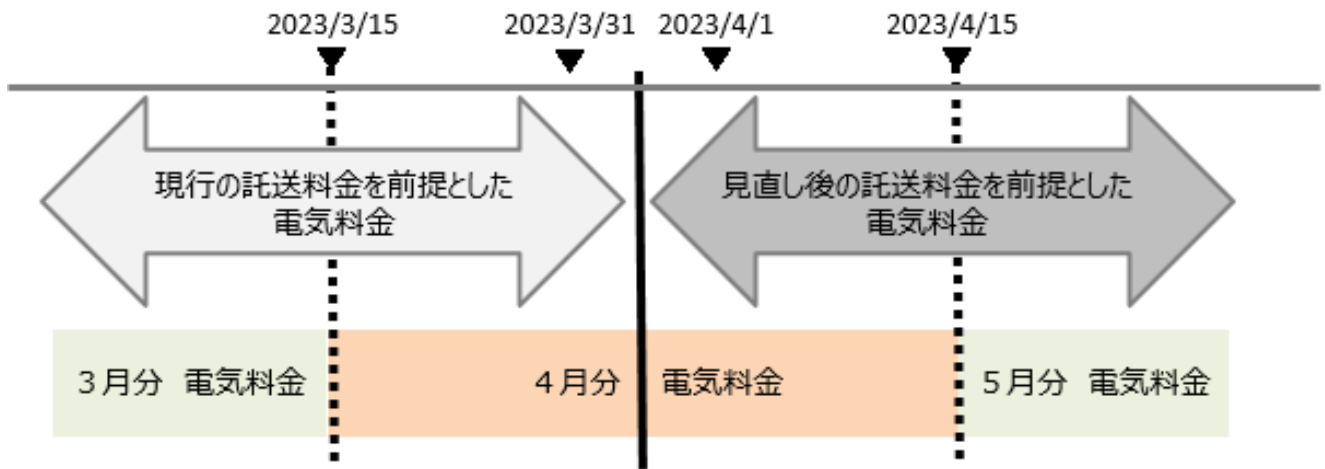 2023/3/15 2023/3/31 2023/4/1 2023/4/15
現行の託送料金を前提とした
電気料金
見直し後の託送料金を前提とした
電気料金
３月分 電気料金 ４月分 電気料金 ５月分 電気料金